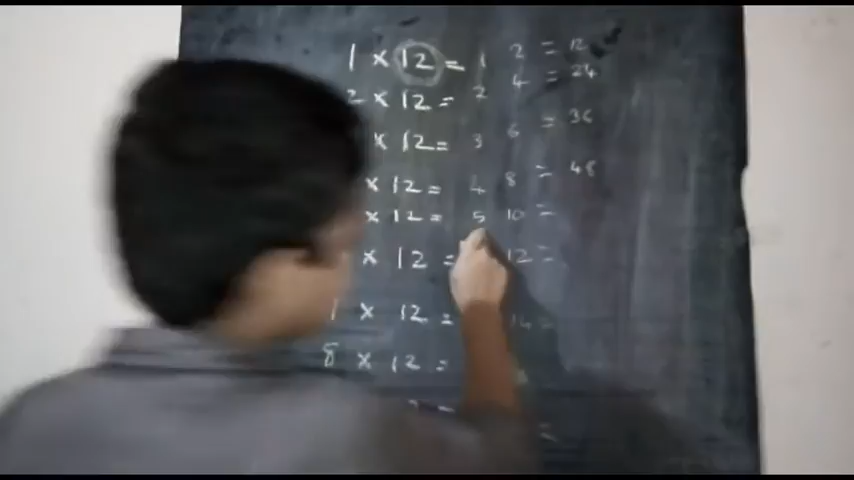 1 × 12 = 1 2 = 12
2 × 12 = 2 4 = 24
× 12 = 3 6 = 36
× 12 = 4 8 = 48
× 12 = 5 10 =
× 12 = 12 =
× 12 = 14 =
8 × 12 =
=